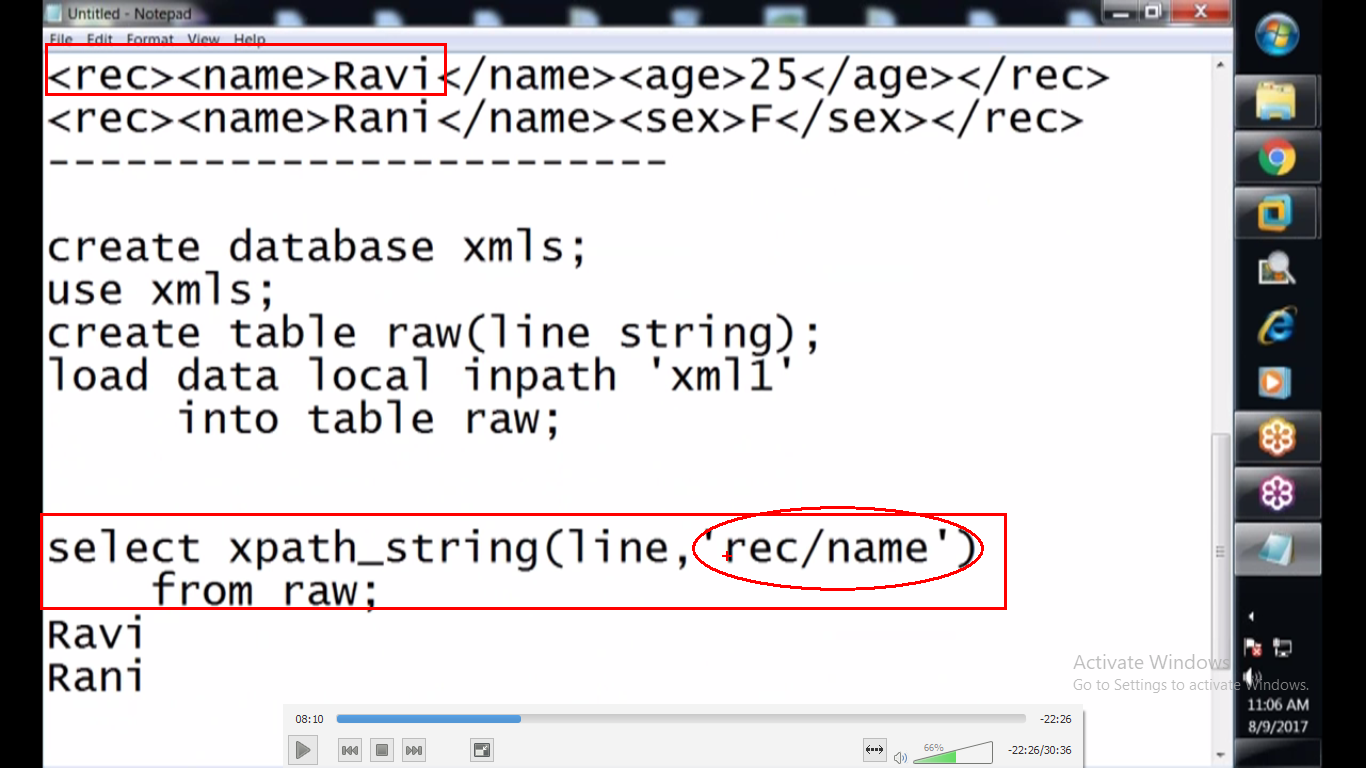 Untitled - Notepad
File Edit Format View Help
<rec><name>Ravi</name><age>25</age></rec>
<rec><name>Rani</name><sex>F</sex></rec>
------------------------
create database xmls;
use xmls;
create table raw(line string);
load data local inpath 'xml1'
into table raw;
select xpath_string(line,'rec/name')
from raw;
Ravi
Rani
Activate Windows
Go to Settings to activate Windows.
11:06 AM
8/9/2017
08:10
-22:26
66%
-22:26/30:36